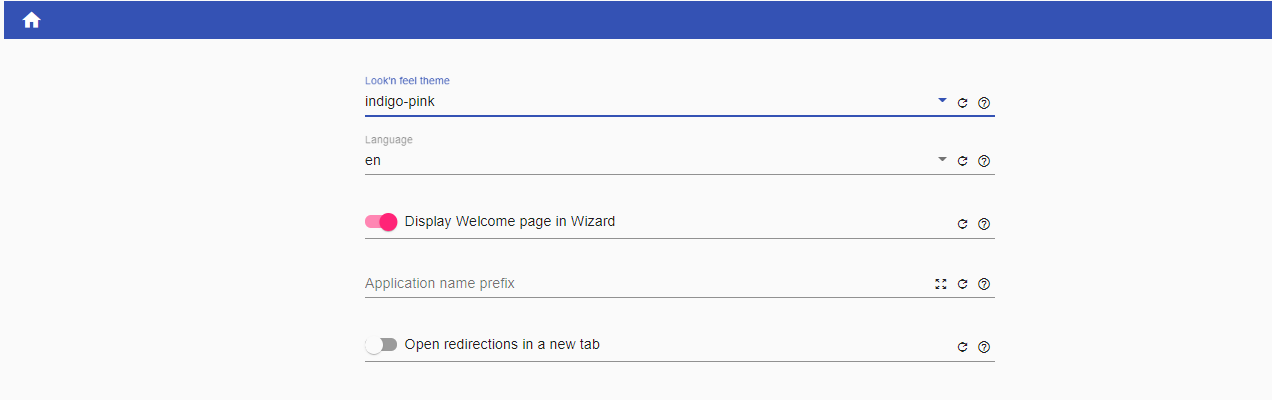 Look'n feel theme
indigo-pink
Language
en
Display Welcome page in Wizard
Application name prefix
Open redirections in a new tab